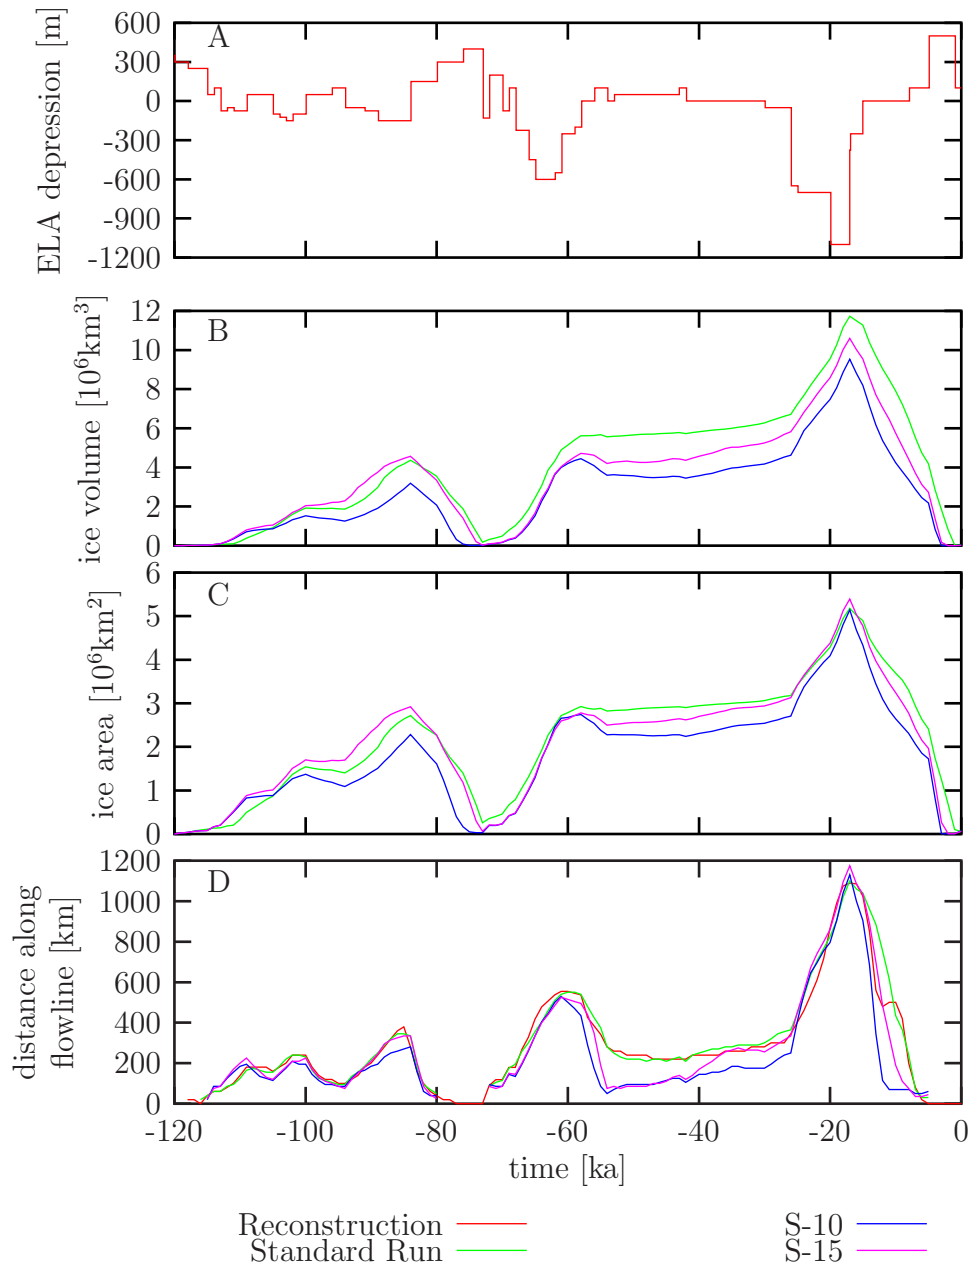 A
ELA depression [m]
600
300
0
-300
-600
-900
-1200
B
ice volume [10⁶km³]
12
10
8
6
4
2
0
C
ice area [10⁶km²]
6
5
4
3
2
1
0
D
distance along
flowline [km]
1200
1000
800
600
400
200
0
-120 -100 -80 -60 -40 -20 0
time [ka]
Reconstruction S-10
Standard Run S-15